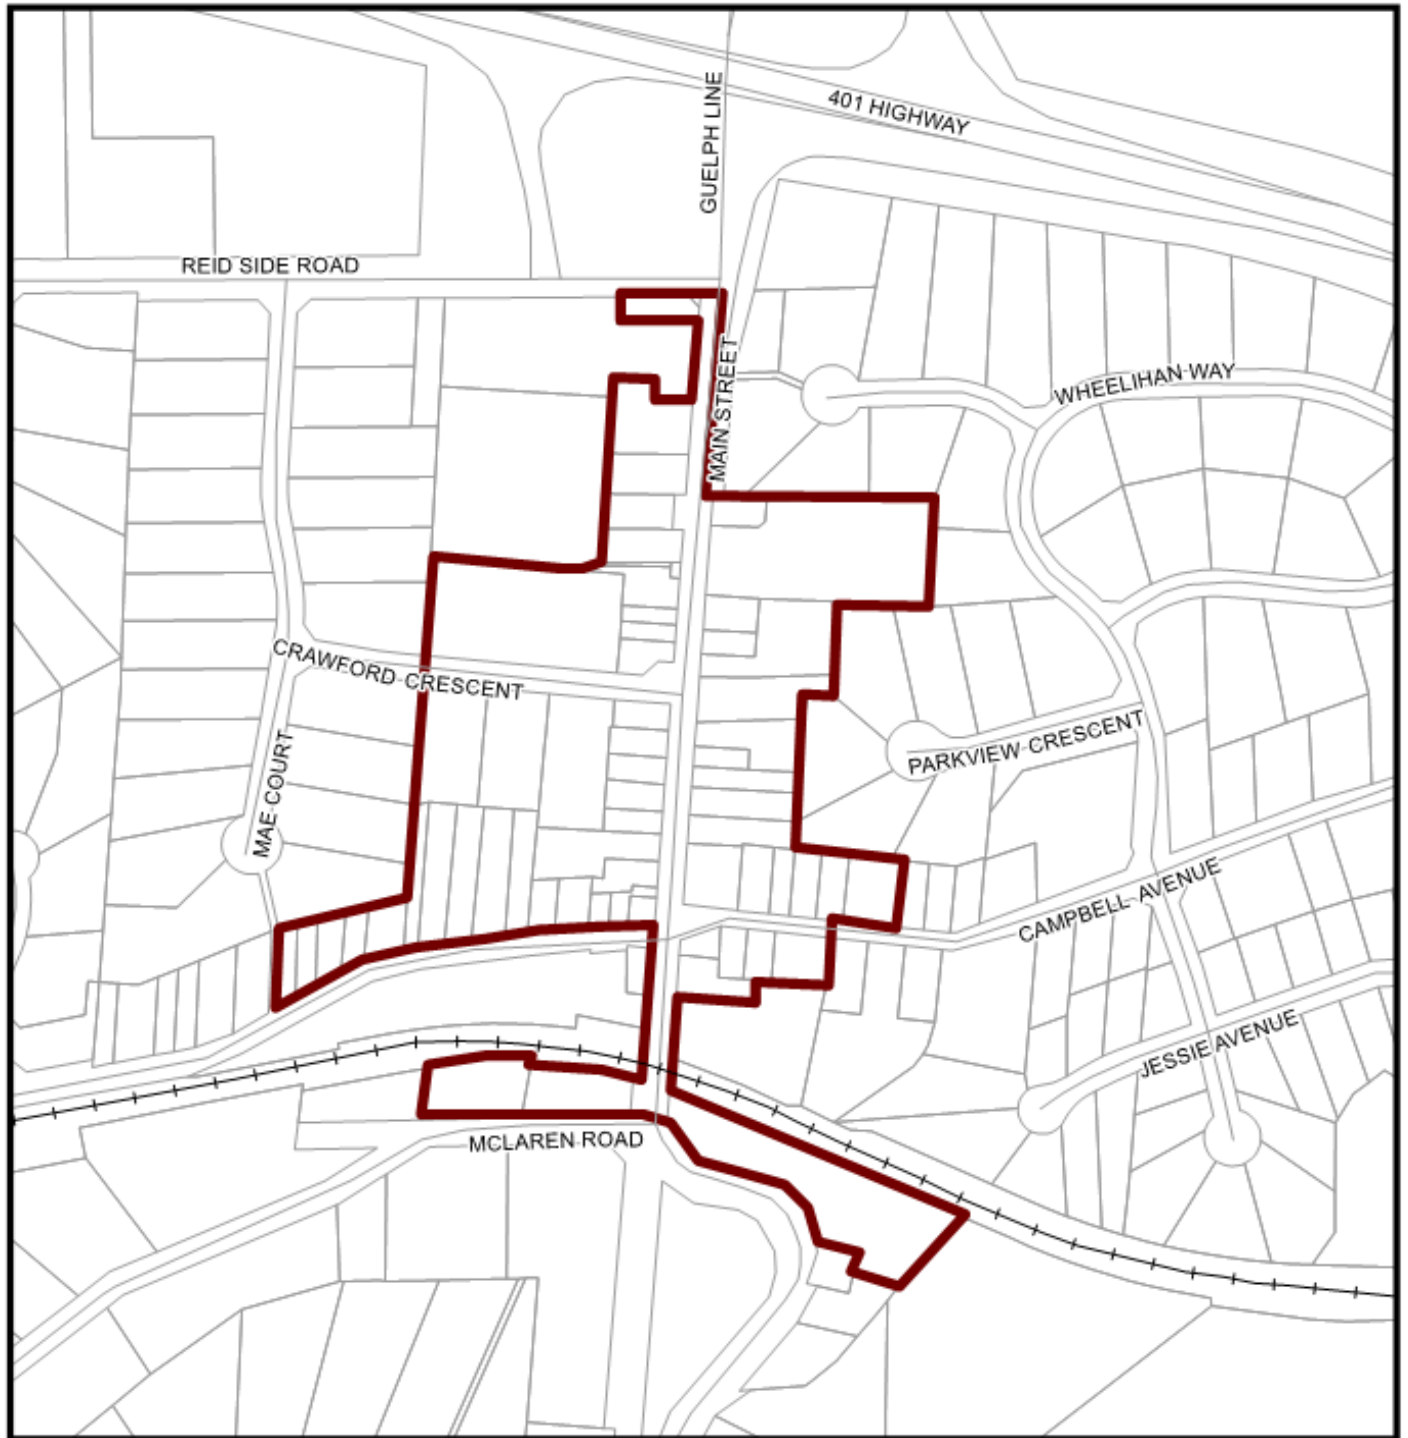 401 HIGHWAY
GUELPH LINE
REID SIDE ROAD
MAIN STREET
WHEELIHAN WAY
CRAWFORD CRESCENT
PARKVIEW CRESCENT
MAE COURT
CAMPBELL AVENUE
JESSIE AVENUE
MCLAREN ROAD